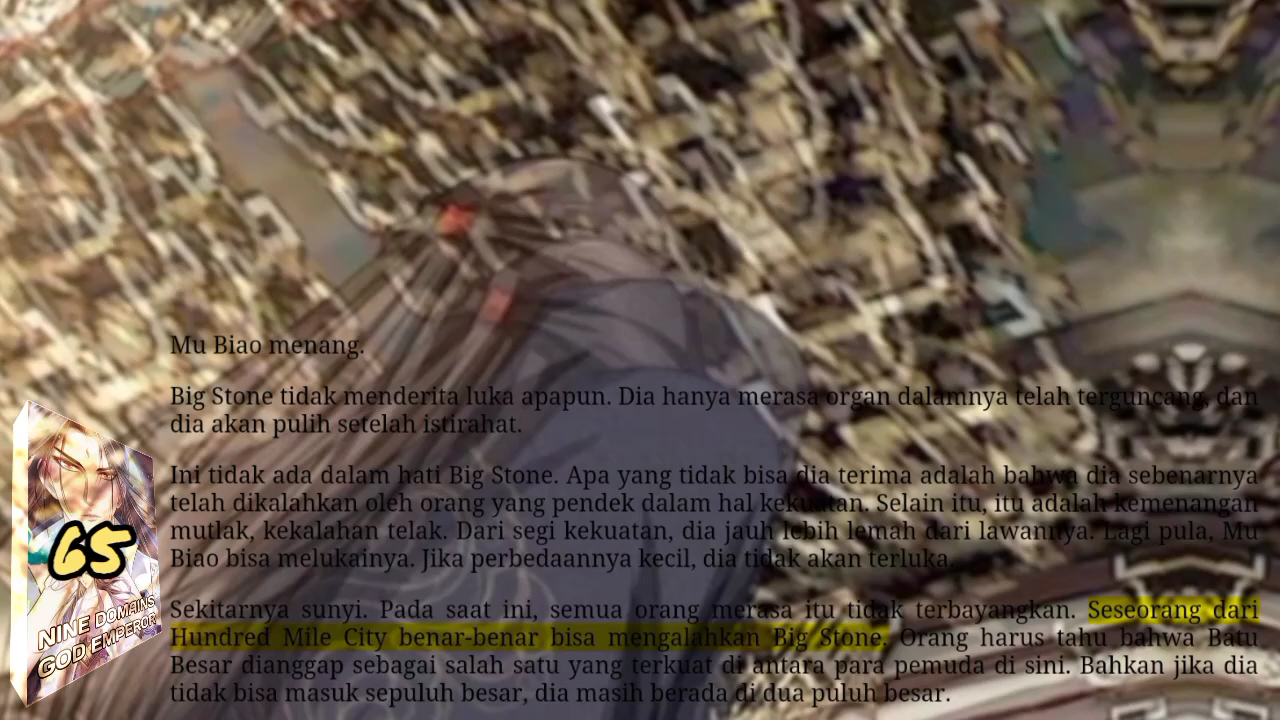 Mu Biao menang.
Big Stone tidak menderita luka apapun. Dia hanya merasa organ dalamnya telah terguncang, dan
dia akan pulih setelah istirahat.
Ini tidak ada dalam hati Big Stone. Apa yang tidak bisa dia terima adalah bahwa dia sebenarnya
telah dikalahkan oleh orang yang pendek dalam hal kekuatan. Selain itu, itu adalah kemenangan
mutlak, kekalahan telak. Dari segi kekuatan, dia jauh lebih lemah dari lawannya. Lagi pula, Mu
Biao bisa melukainya. Jika perbedaannya kecil, dia tidak akan terluka.
Sekitarnya sunyi. Pada saat ini, semua orang merasa itu tidak terbayangkan. Seseorang dari
Hundred Mile City benar-benar bisa mengalahkan Big Stone. Orang harus tahu bahwa Batu
Besar dianggap sebagai salah satu yang terkuat di antara para pemuda di sini. Bahkan jika dia
tidak bisa masuk sepuluh besar, dia masih berada di dua puluh besar.
65
NINE DOMAINS
GOD EMPEROR